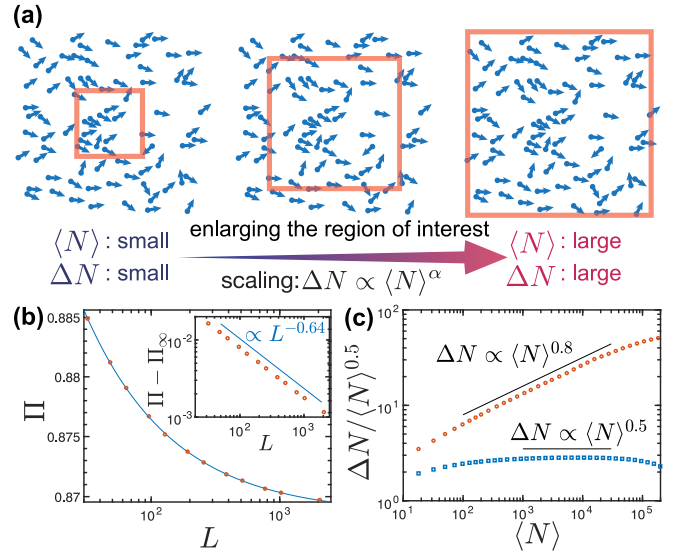 (a)
enlarging the region of interest
⟨N⟩ : small
ΔN : small
scaling: ΔN ∝ ⟨N⟩^α
⟨N⟩ : large
ΔN : large
(b)
0.885
0.88
0.875
0.87
Π
10^2
10^3
L
Π − Π_∞
10^-2
10^-3
∝ L^−0.64
10^2
10^3
L
(c)
ΔN/⟨N⟩^0.5
10^2
10^1
10^0
ΔN ∝ ⟨N⟩^0.8
ΔN ∝ ⟨N⟩^0.5
10^1
10^2
10^3
10^4
10^5
⟨N⟩